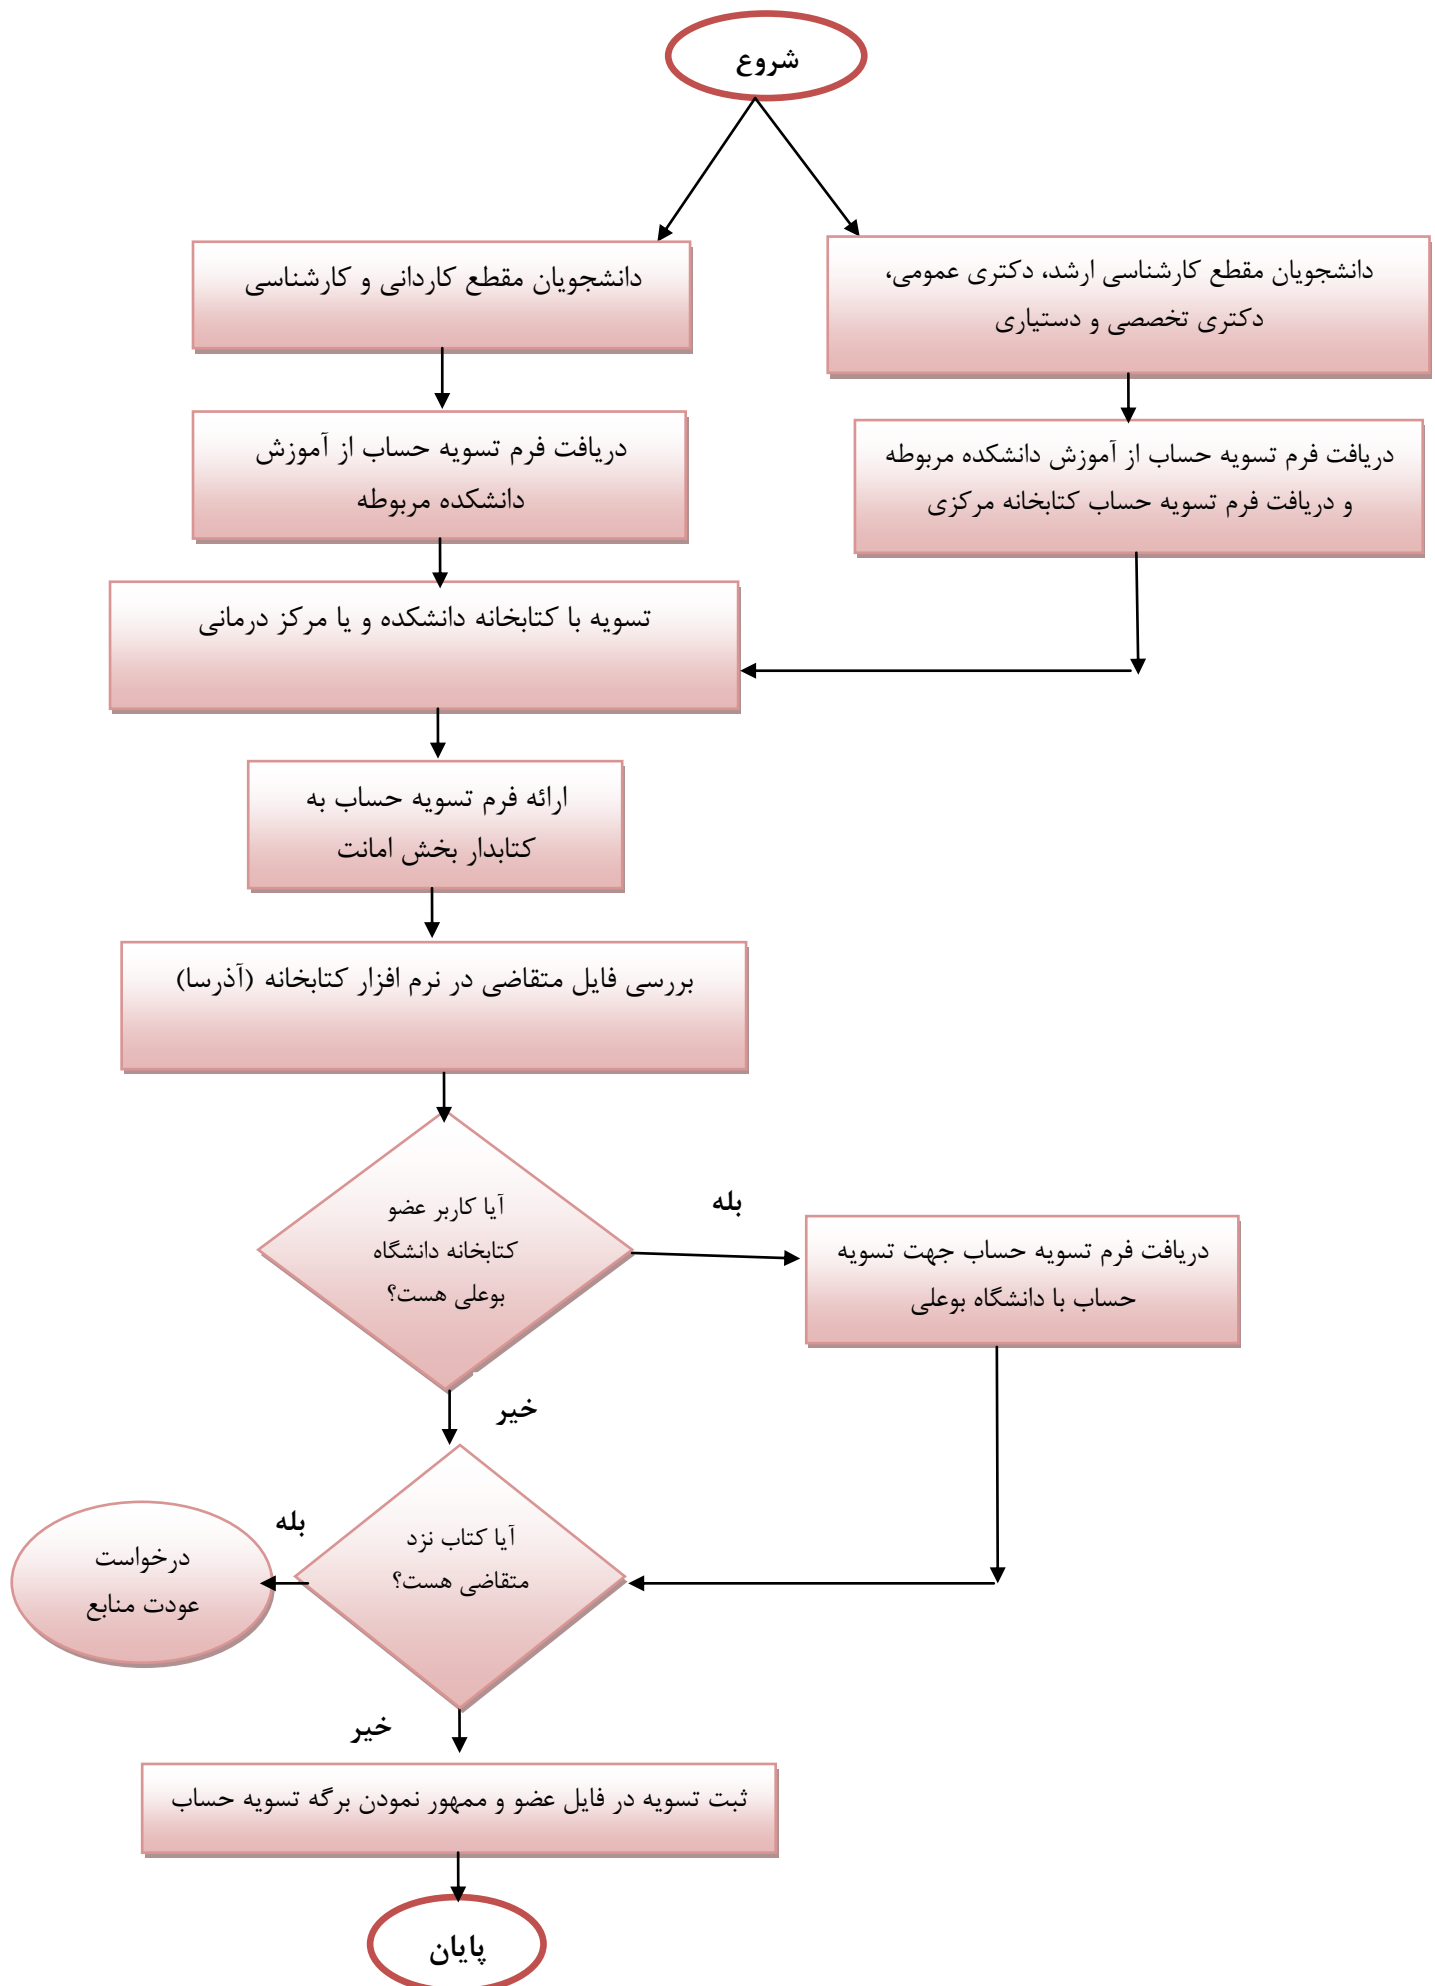 شروع
دانشجویان مقطع کارشناسی ارشد، دکتری عمومی،
دکتری تخصصی و دستیاری
دانشجویان مقطع کاردانی و کارشناسی
دریافت فرم تسویه حساب از آموزش دانشکده مربوطه
و دریافت فرم تسویه حساب کتابخانه مرکزی
دریافت فرم تسویه حساب از آموزش
دانشکده مربوطه
تسویه با کتابخانه دانشکده و یا مرکز درمانی
ارائه فرم تسویه حساب به
کتابدار بخش امانت
بررسی فایل متقاضی در نرم افزار کتابخانه (آذرسا)
آیا کاربر عضو
کتابخانه دانشگاه
بوعلی هست؟
بله
دریافت فرم تسویه حساب جهت تسویه
حساب با دانشگاه بوعلی
خیر
آیا کتاب نزد
متقاضی هست؟
بله
درخواست
عودت منابع
خیر
ثبت تسویه در فایل عضو و ممهور نمودن برگه تسویه حساب
پایان